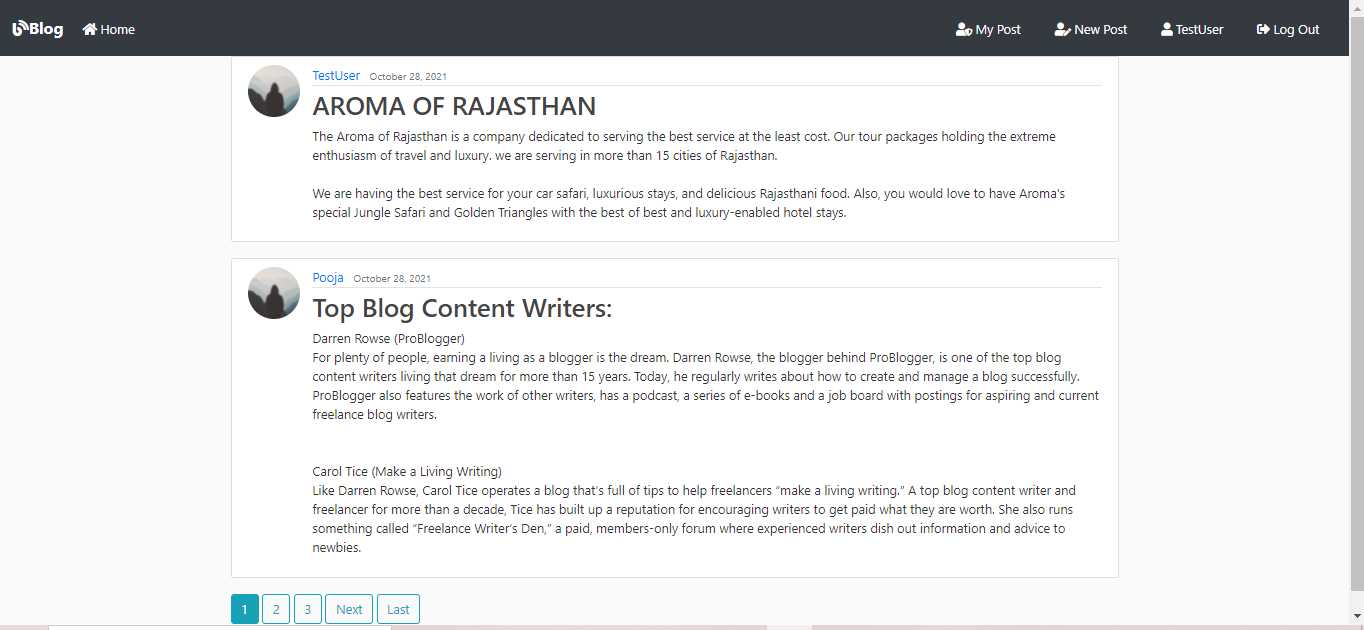 Blog Home My Post New Post TestUser Log Out
TestUser October 28, 2021
AROMA OF RAJASTHAN
The Aroma of Rajasthan is a company dedicated to serving the best service at the least cost. Our tour packages holding the extreme
enthusiasm of travel and luxury. we are serving in more than 15 cities of Rajasthan.
We are having the best service for your car safari, luxurious stays, and delicious Rajasthani food. Also, you would love to have Aroma's
special Jungle Safari and Golden Triangles with the best of best and luxury-enabled hotel stays.
Pooja October 28, 2021
Top Blog Content Writers:
Darren Rowse (ProBlogger)
For plenty of people, earning a living as a blogger is the dream. Darren Rowse, the blogger behind ProBlogger, is one of the top blog
content writers living that dream for more than 15 years. Today, he regularly writes about how to create and manage a blog successfully.
ProBlogger also features the work of other writers, has a podcast, a series of e-books and a job board with postings for aspiring and current
freelance blog writers.
Carol Tice (Make a Living Writing)
Like Darren Rowse, Carol Tice operates a blog that's full of tips to help freelancers “make a living writing.” A top blog content writer and
freelancer for more than a decade, Tice has built up a reputation for encouraging writers to get paid what they are worth. She also runs
something called “Freelance Writer's Den,” a paid, members-only forum where experienced writers dish out information and advice to
newbies.
1 2 3 Next Last